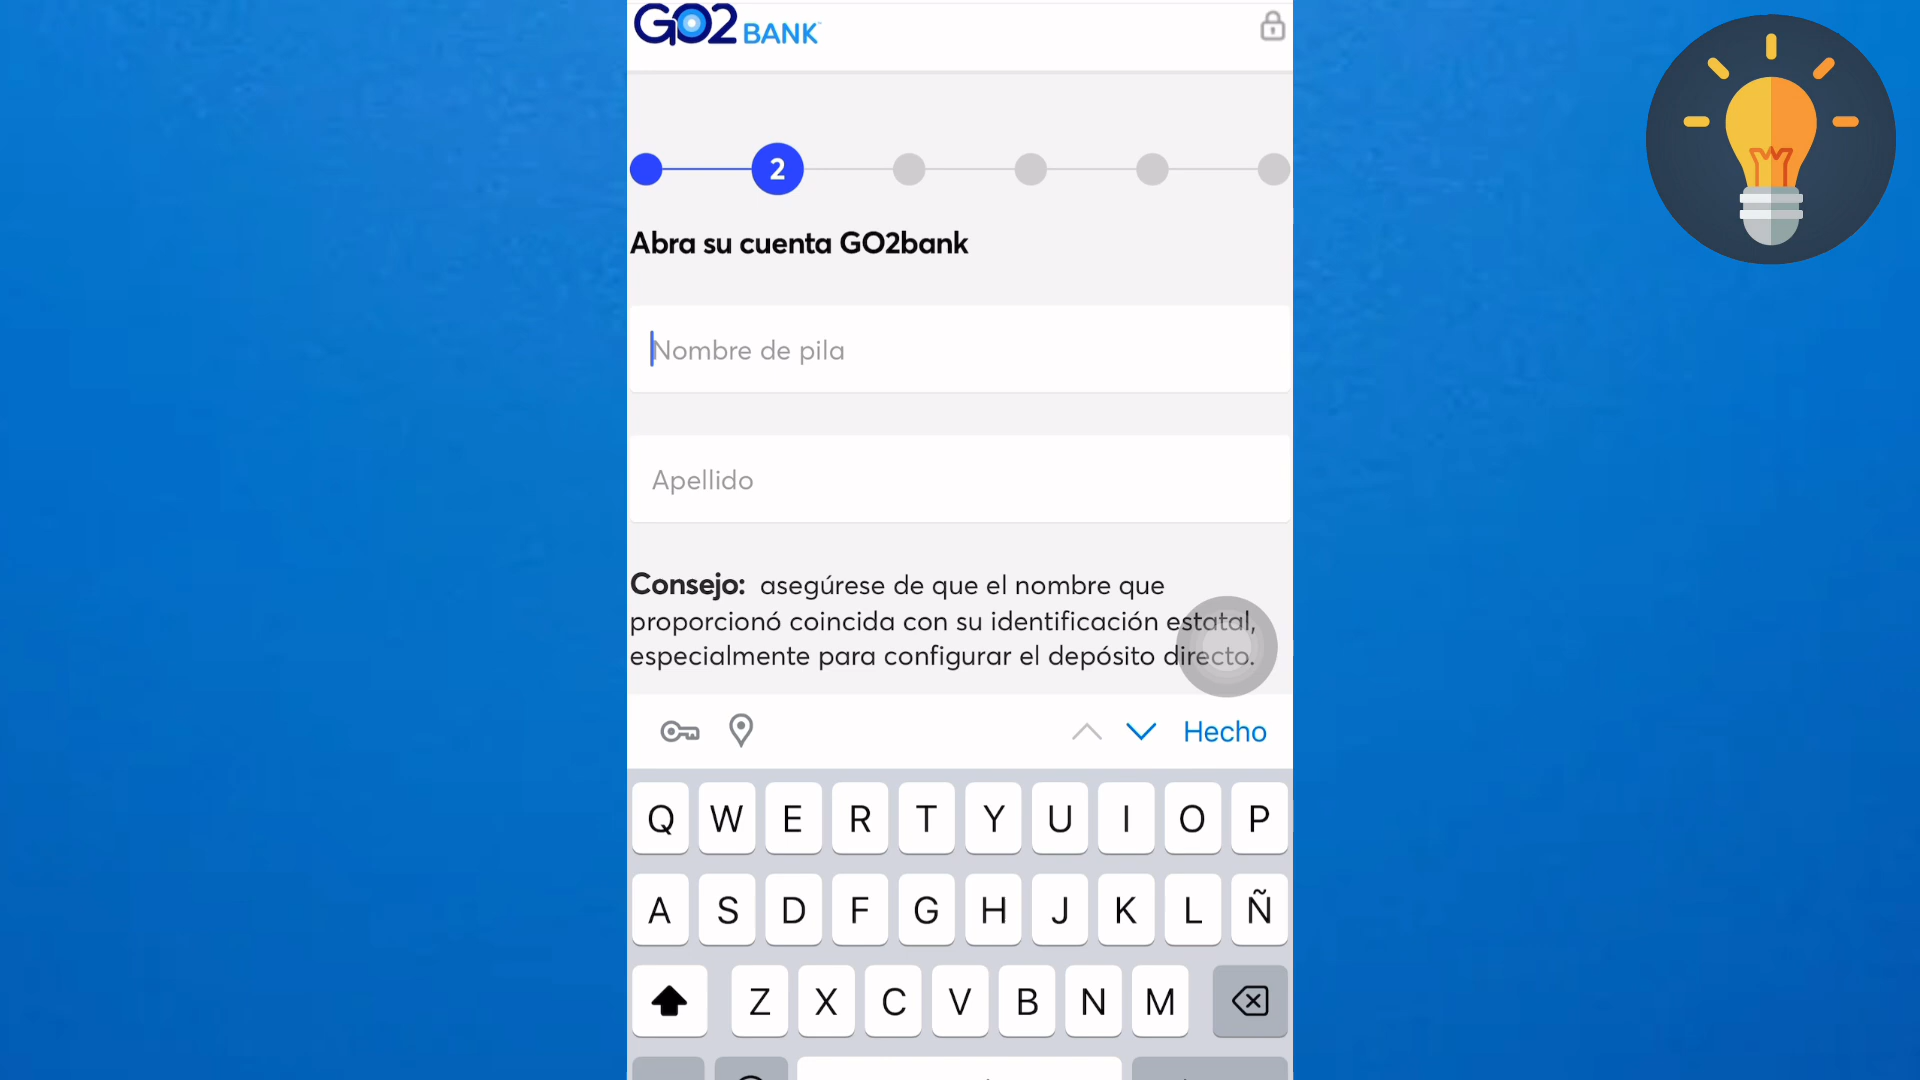 GO2 BANK
2
Abra su cuenta GO2bank
Nombre de pila
Apellido
Consejo: asegúrese de que el nombre que
proporcionó coincida con su identificación estatal,
especialmente para configurar el depósito directo.
Hecho
Q W E R T Y U I O P
A S D F G H J K L Ñ
Z X C V B N M